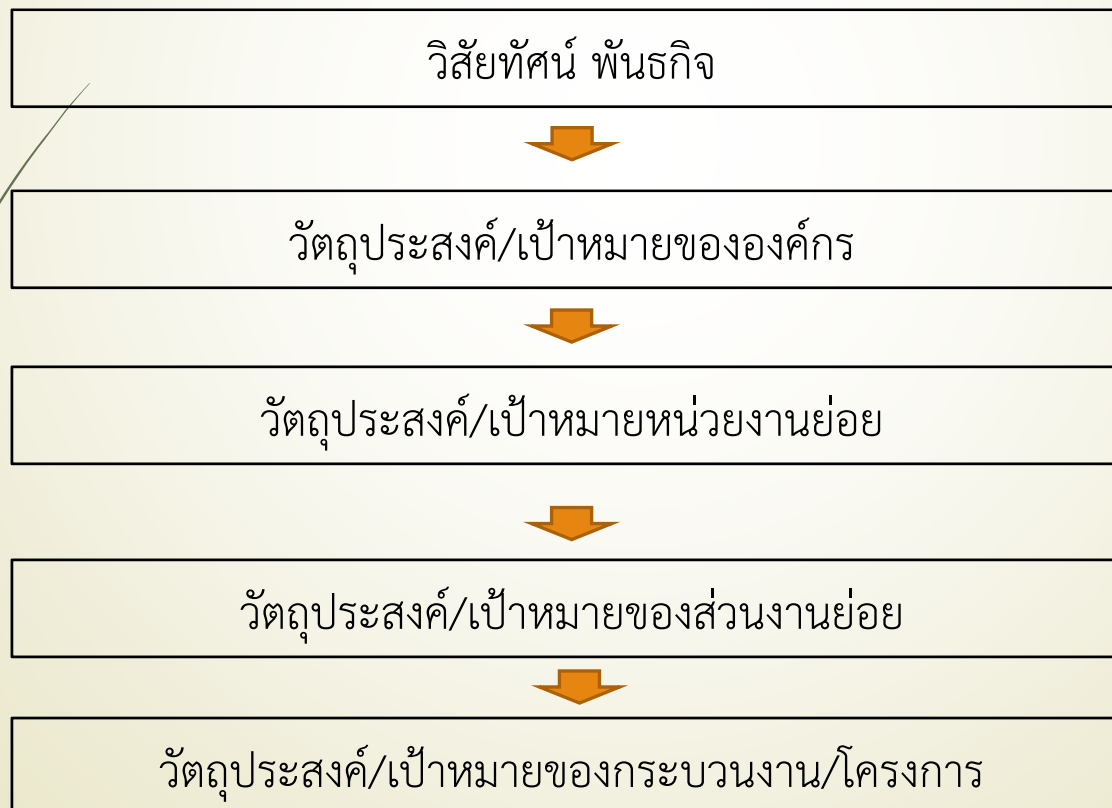 วิสัยทัศน์ พันธกิจ
วัตถุประสงค์/เป้าหมายขององค์กร
วัตถุประสงค์/เป้าหมายหน่วยงานย่อย
วัตถุประสงค์/เป้าหมายของส่วนงานย่อย
วัตถุประสงค์/เป้าหมายของกระบวนงาน/โครงการ